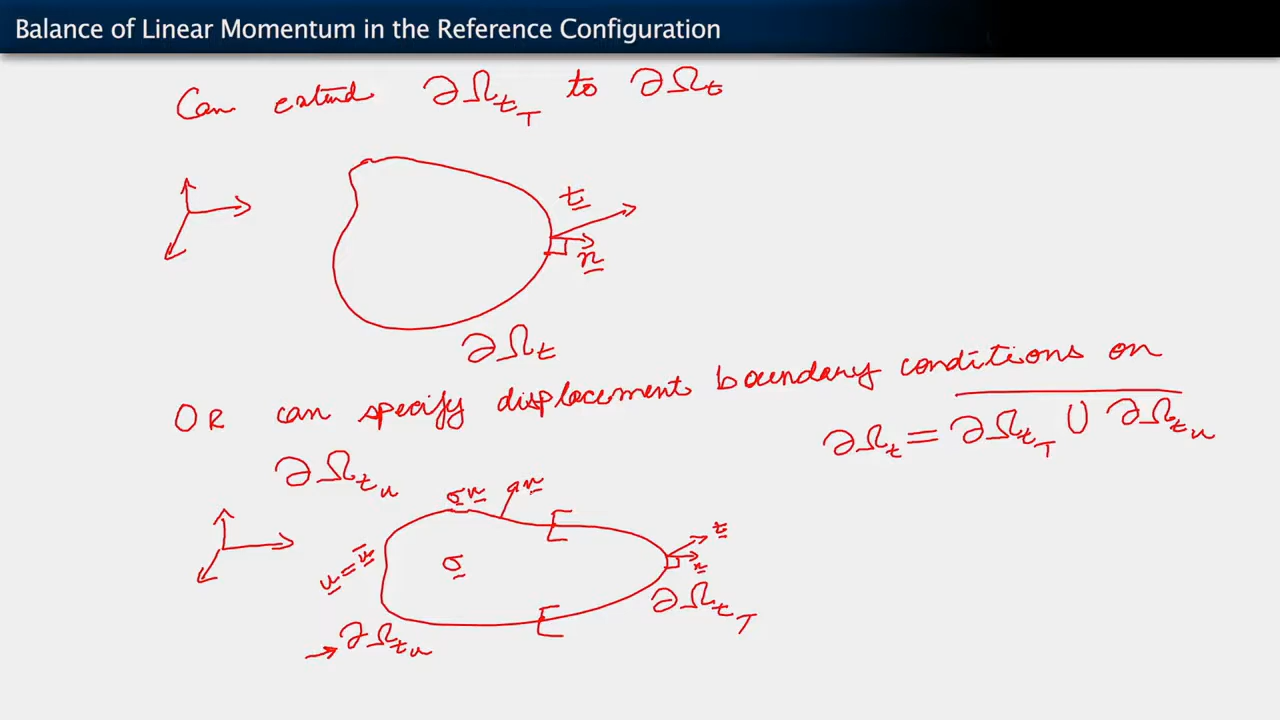 Balance of Linear Momentum in the Reference Configuration
Can extend ∂Ω_{t_T} to ∂Ω_t
t
n
∂Ω_t
OR can specify displacement boundary conditions on
∂Ω_t = \overline{∂Ω_{t_T} ∪ ∂Ω_{t_u}}
∂Ω_{t_u}
σn n
t
u = ū σ n
∂Ω_{t_T}
→ ∂Ω_{t_u}